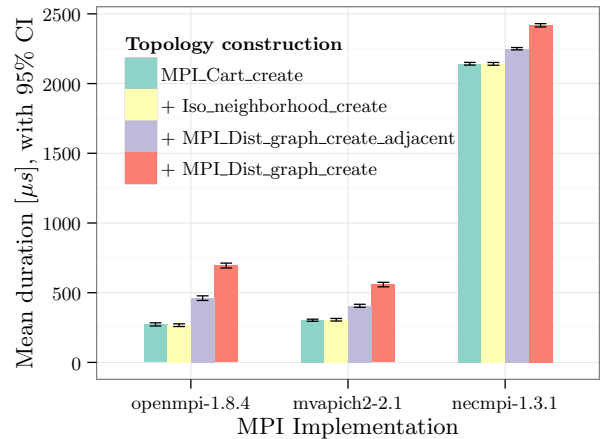 2500
2000
1500
1000
500
0
Mean duration [µs], with 95% CI
Topology construction
MPI_Cart_create
+ Iso_neighborhood_create
+ MPI_Dist_graph_create_adjacent
+ MPI_Dist_graph_create
openmpi-1.8.4 mvapich2-2.1 necmpi-1.3.1
MPI Implementation